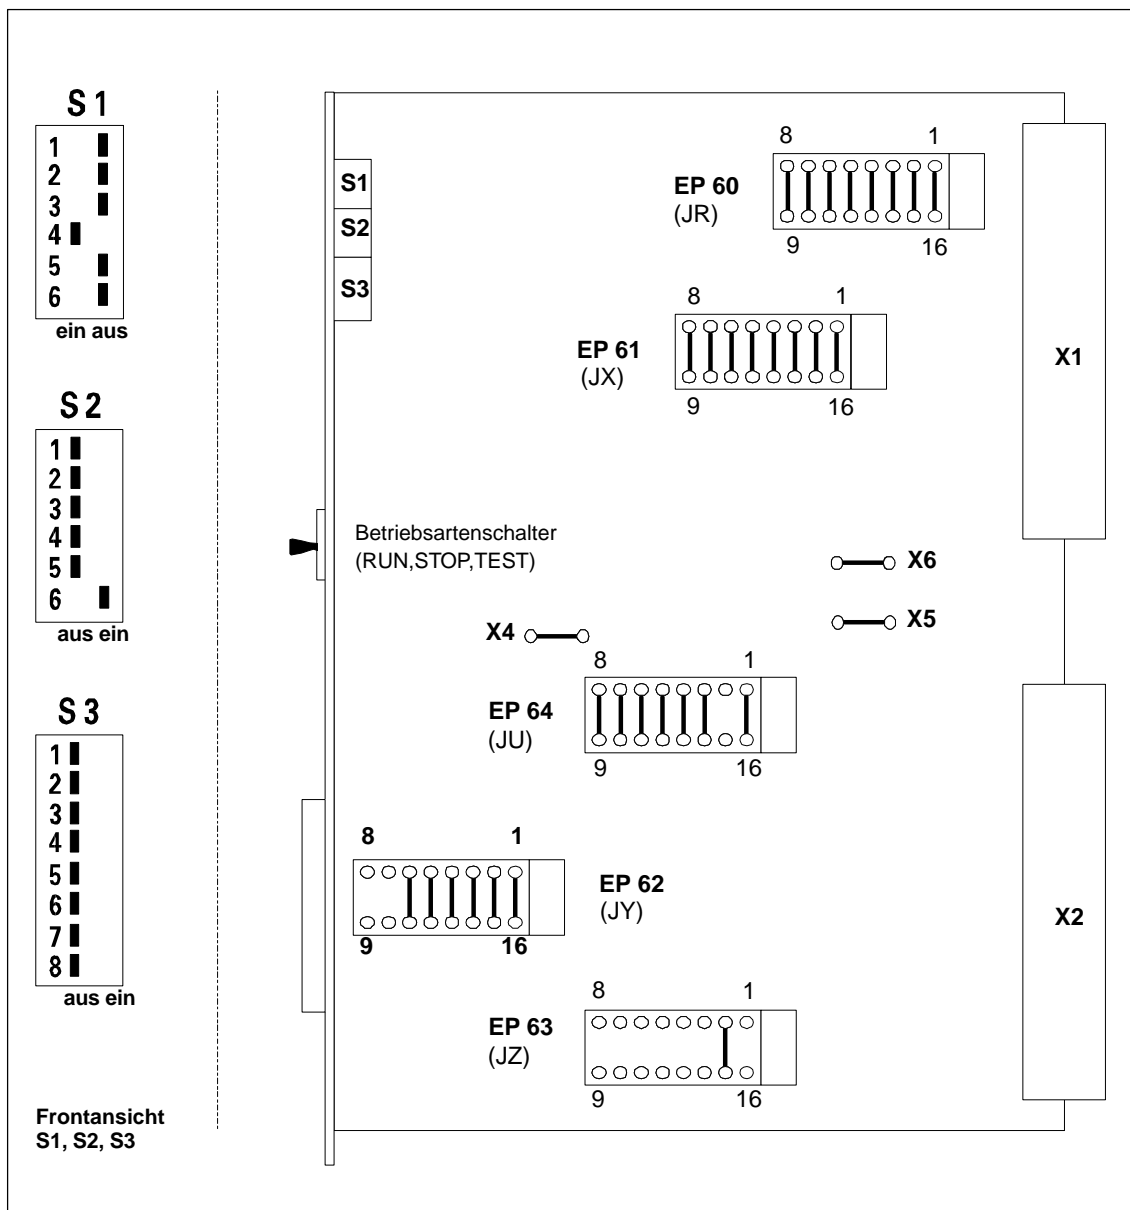 S 1
1
2
3
4
5
6
ein aus
S 2
1
2
3
4
5
6
aus ein
S 3
1
2
3
4
5
6
7
8
aus ein
Frontansicht
S1, S2, S3
S1
S2
S3
8 1
EP 60
(JR)
9 16
8 1
EP 61
(JX)
9 16
X1
Betriebsartenschalter
(RUN,STOP,TEST)
X6
X5
X4
8 1
EP 64
(JU)
9 16
8 1
EP 62
(JY)
9 16
X2
8 1
EP 63
(JZ)
9 16